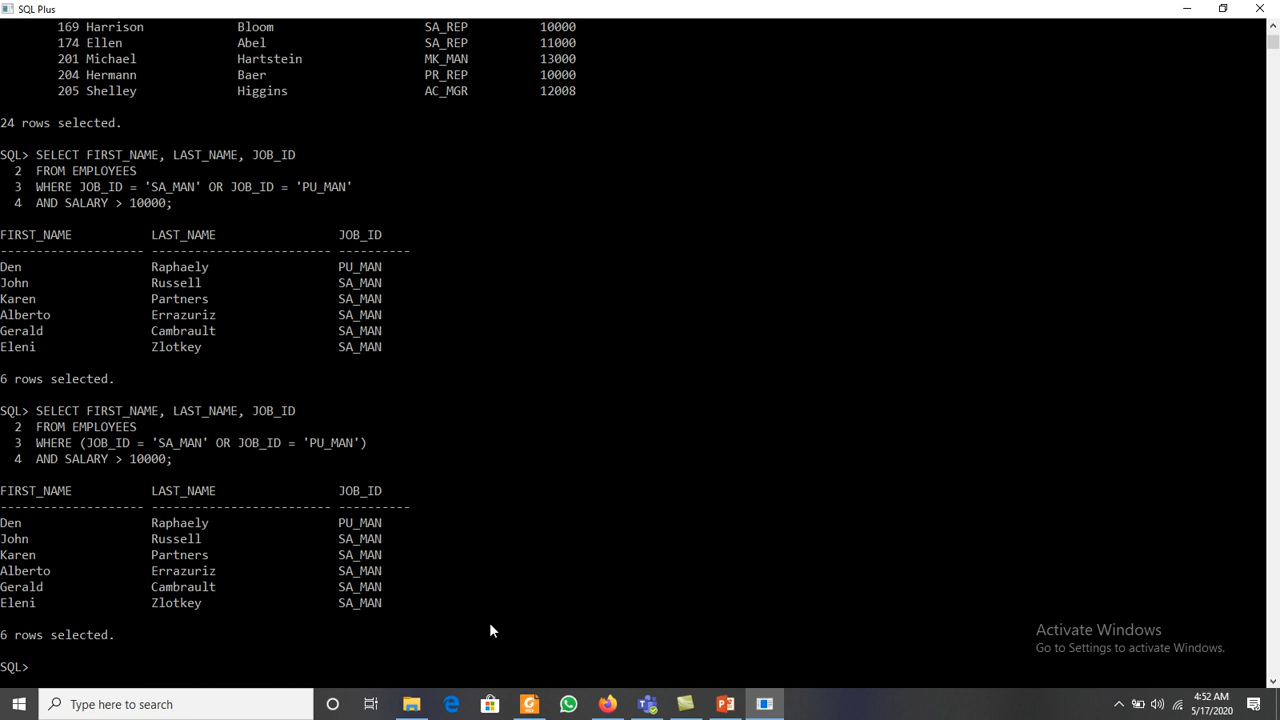 SQL Plus
169 Harrison Bloom SA_REP 10000
174 Ellen Abel SA_REP 11000
201 Michael Hartstein MK_MAN 13000
204 Hermann Baer PR_REP 10000
205 Shelley Higgins AC_MGR 12008
24 rows selected.
SQL> SELECT FIRST_NAME, LAST_NAME, JOB_ID
2 FROM EMPLOYEES
3 WHERE JOB_ID = 'SA_MAN' OR JOB_ID = 'PU_MAN'
4 AND SALARY > 10000;
FIRST_NAME LAST_NAME JOB_ID
-------------------- ------------------------- ----------
Den Raphaely PU_MAN
John Russell SA_MAN
Karen Partners SA_MAN
Alberto Errazuriz SA_MAN
Gerald Cambrault SA_MAN
Eleni Zlotkey SA_MAN
6 rows selected.
SQL> SELECT FIRST_NAME, LAST_NAME, JOB_ID
2 FROM EMPLOYEES
3 WHERE (JOB_ID = 'SA_MAN' OR JOB_ID = 'PU_MAN')
4 AND SALARY > 10000;
FIRST_NAME LAST_NAME JOB_ID
-------------------- ------------------------- ----------
Den Raphaely PU_MAN
John Russell SA_MAN
Karen Partners SA_MAN
Alberto Errazuriz SA_MAN
Gerald Cambrault SA_MAN
Eleni Zlotkey SA_MAN
6 rows selected.
SQL>
Activate Windows
Go to Settings to activate Windows.
Type here to search
4:52 AM
5/17/2020